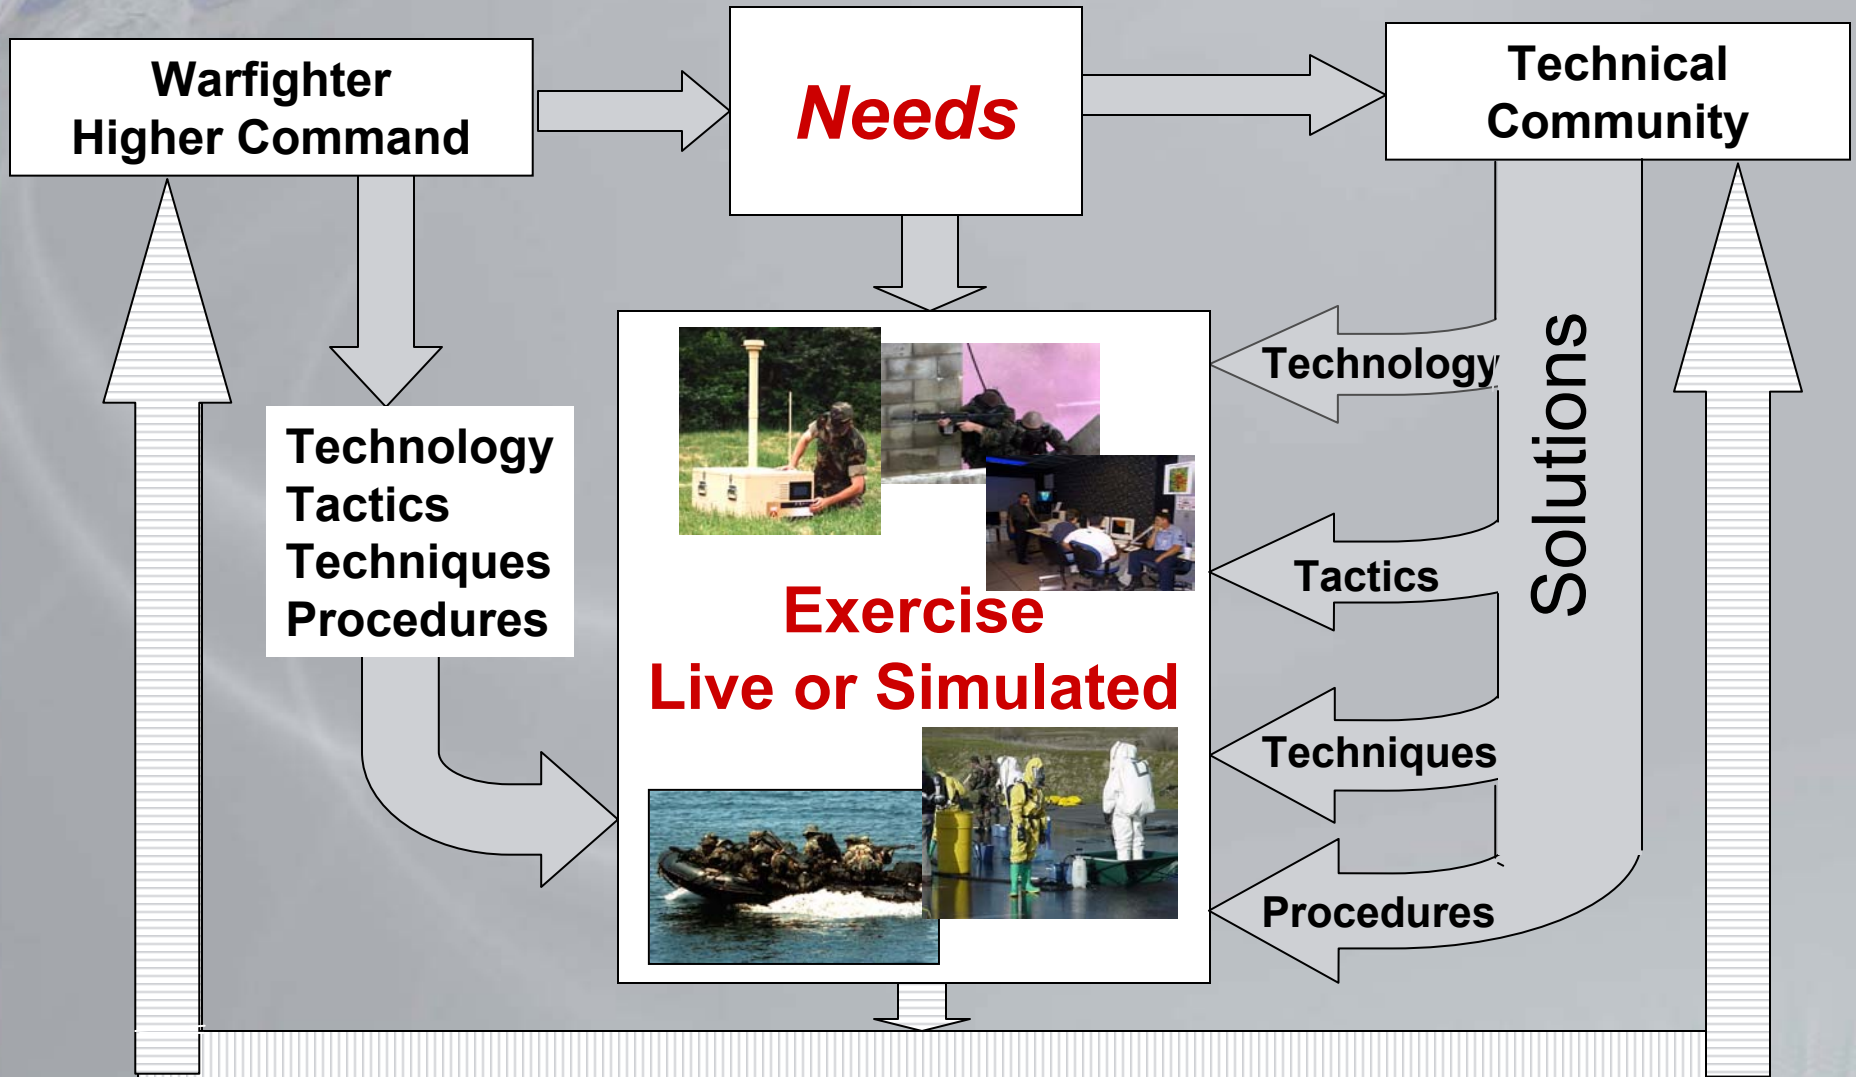 Warfighter
Higher Command
Needs
Technical
Community
Technology
Tactics
Techniques
Procedures
Exercise
Live or Simulated
Technology
Tactics
Techniques
Procedures
Solutions